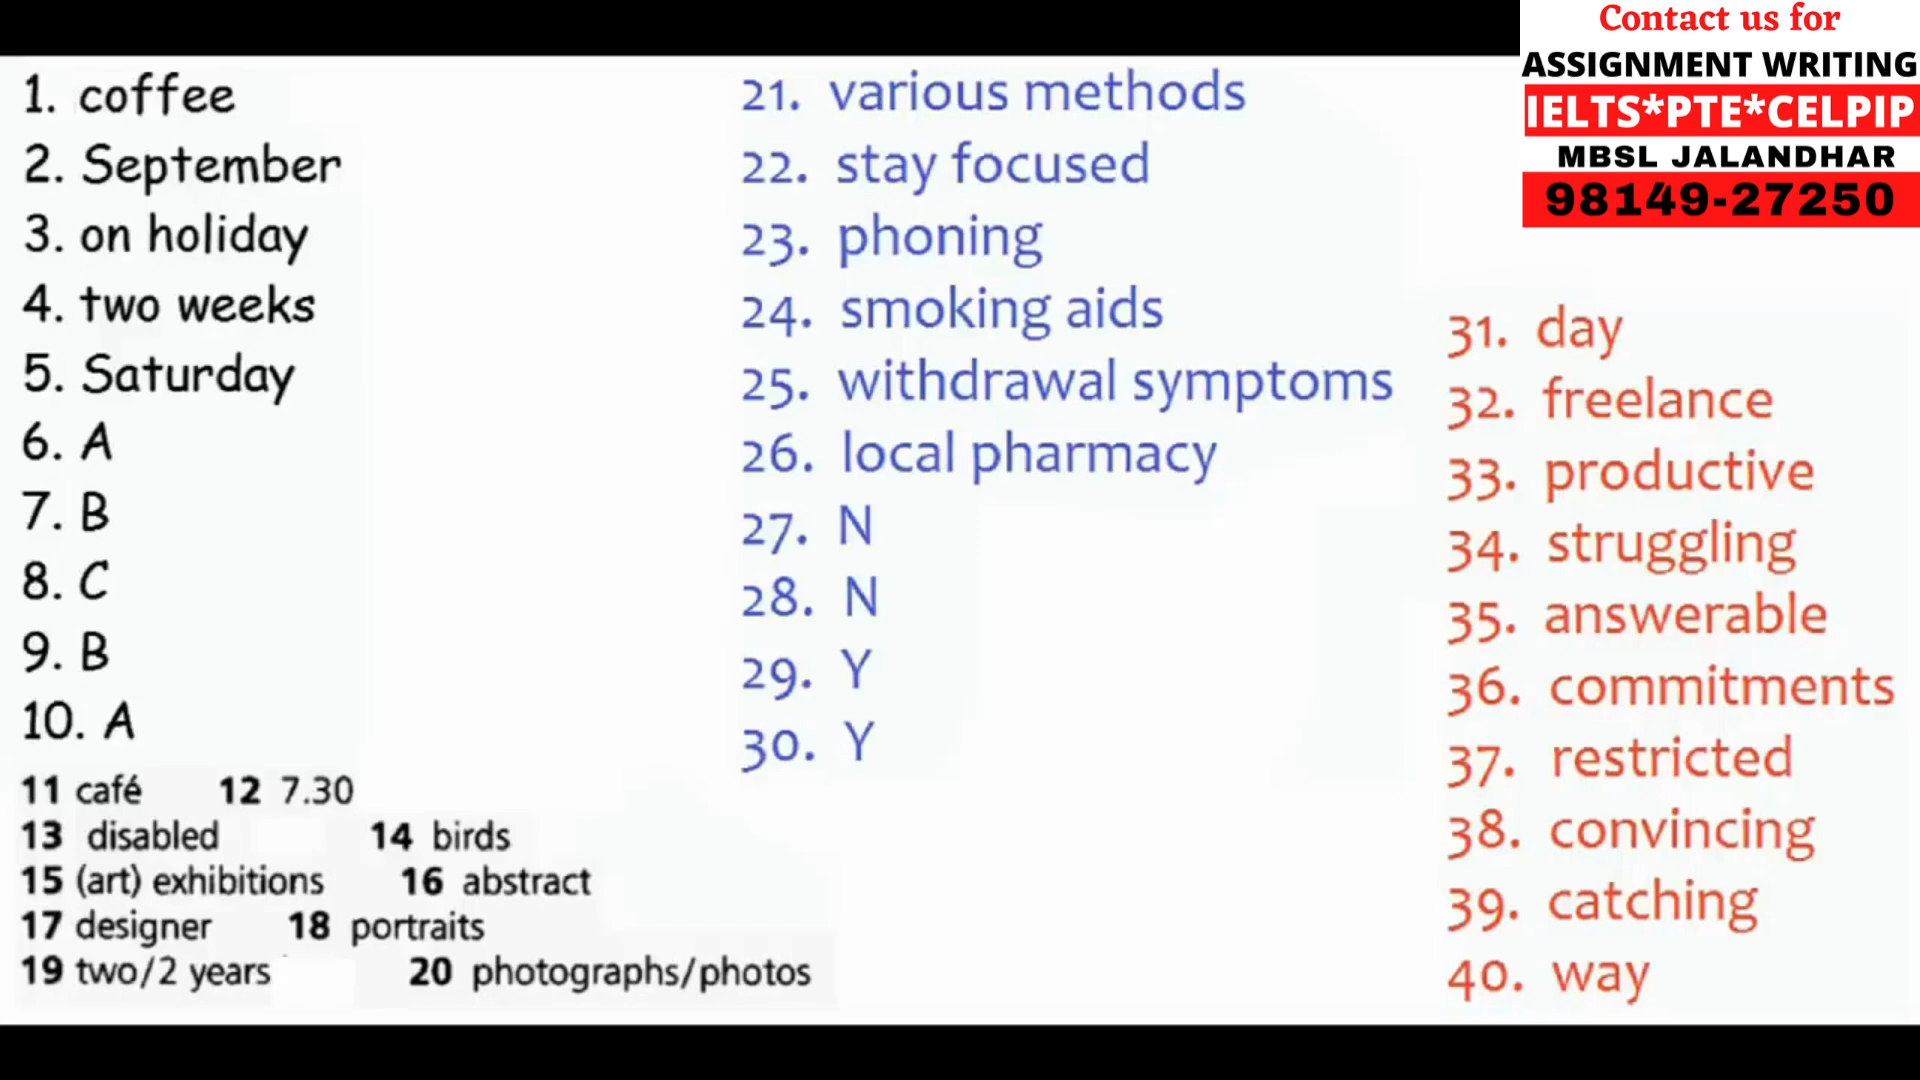 1. coffee
2. September
3. on holiday
4. two weeks
5. Saturday
6. A
7. B
8. C
9. B
10. A
11 café 12 7.30
13 disabled 14 birds
15 (art) exhibitions 16 abstract
17 designer 18 portraits
19 two/2 years 20 photographs/photos
21. various methods
22. stay focused
23. phoning
24. smoking aids
25. withdrawal symptoms
26. local pharmacy
27. N
28. N
29. Y
30. Y
Contact us for
ASSIGNMENT WRITING
IELTS*PTE*CELPIP
MBSL JALANDHAR
98149-27250
31. day
32. freelance
33. productive
34. struggling
35. answerable
36. commitments
37. restricted
38. convincing
39. catching
40. way